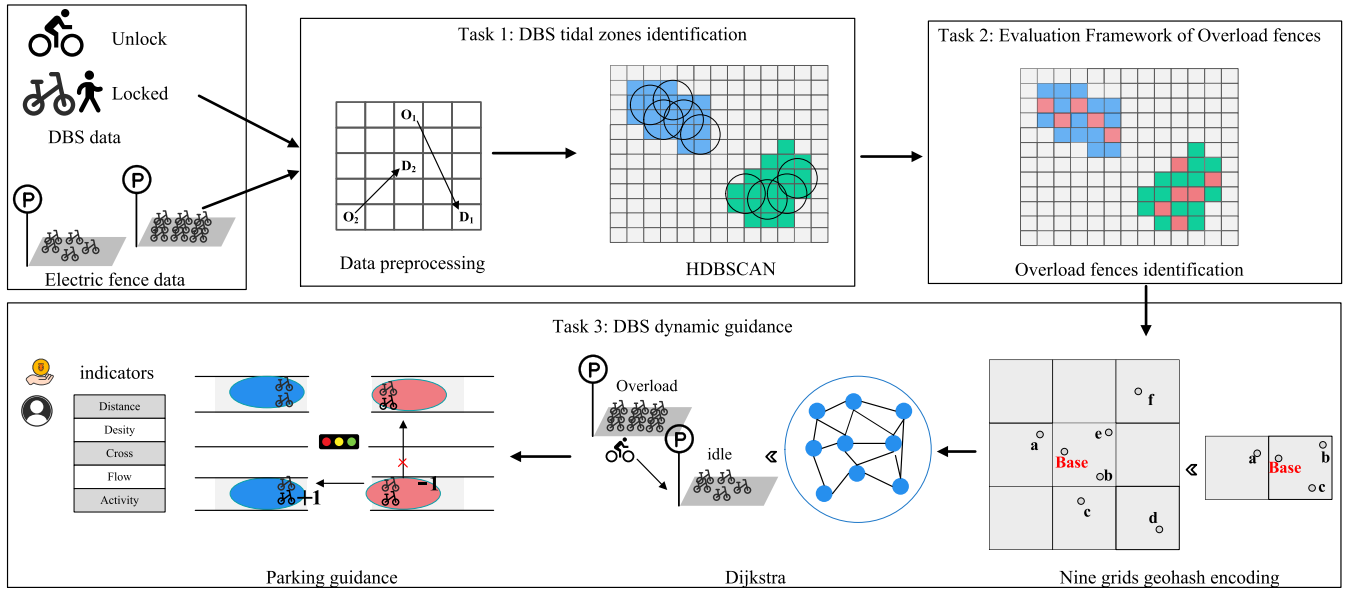 Unlock
Locked
DBS data
P
P
Electric fence data
Task 1: DBS tidal zones identification
O1
D2
O2
D1
Data preprocessing
HDBSCAN
Task 2: Evaluation Framework of Overload fences
Overload fences identification
Task 3: DBS dynamic guidance
indicators
Distance
Desity
Cross
Flow
Activity
+1
-1
Parking guidance
P
Overload
P
idle
Dijkstra
f
a
e
Base
b
c
d
Nine grids geohash encoding
a
Base
b
c